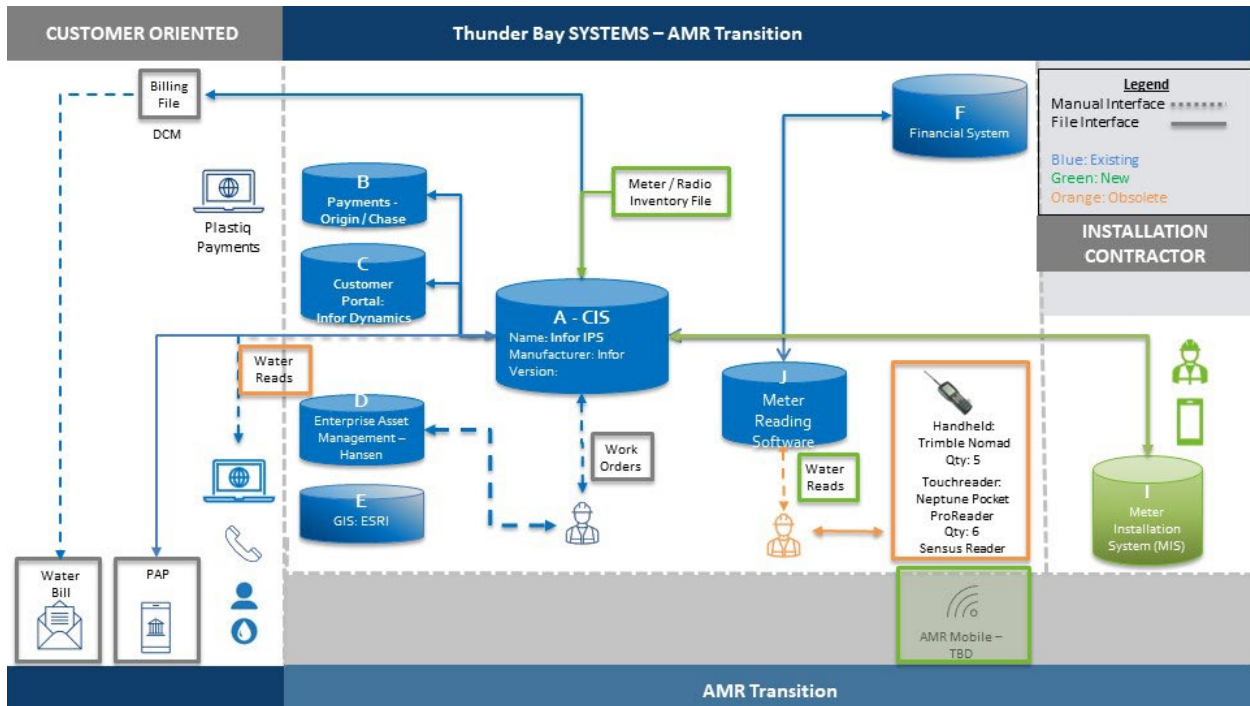 CUSTOMER ORIENTED
Thunder Bay SYSTEMS – AMR Transition
Billing
File
DCM
Plastiq
Payments
B
Payments -
Origin / Chase
C
Customer
Portal:
Infor Dynamics
Meter / Radio
Inventory File
F
Financial System
Legend
Manual Interface
File Interface
Blue: Existing
Green: New
Orange: Obsolete
INSTALLATION
CONTRACTOR
A - CIS
Name: Infor IPS
Manufacturer: Infor
Version:
Water
Reads
D
Enterprise Asset
Management –
Hansen
E
GIS: ESRI
Work
Orders
J
Meter
Reading
Software
Water
Reads
Handheld:
Trimble Nomad
Qty: 5
Touchreader:
Neptune Pocket
ProReader
Qty: 6
Sensus Reader
I
Meter
Installation
System (MIS)
Water
Bill
PAP
AMR Mobile –
TBD
AMR Transition